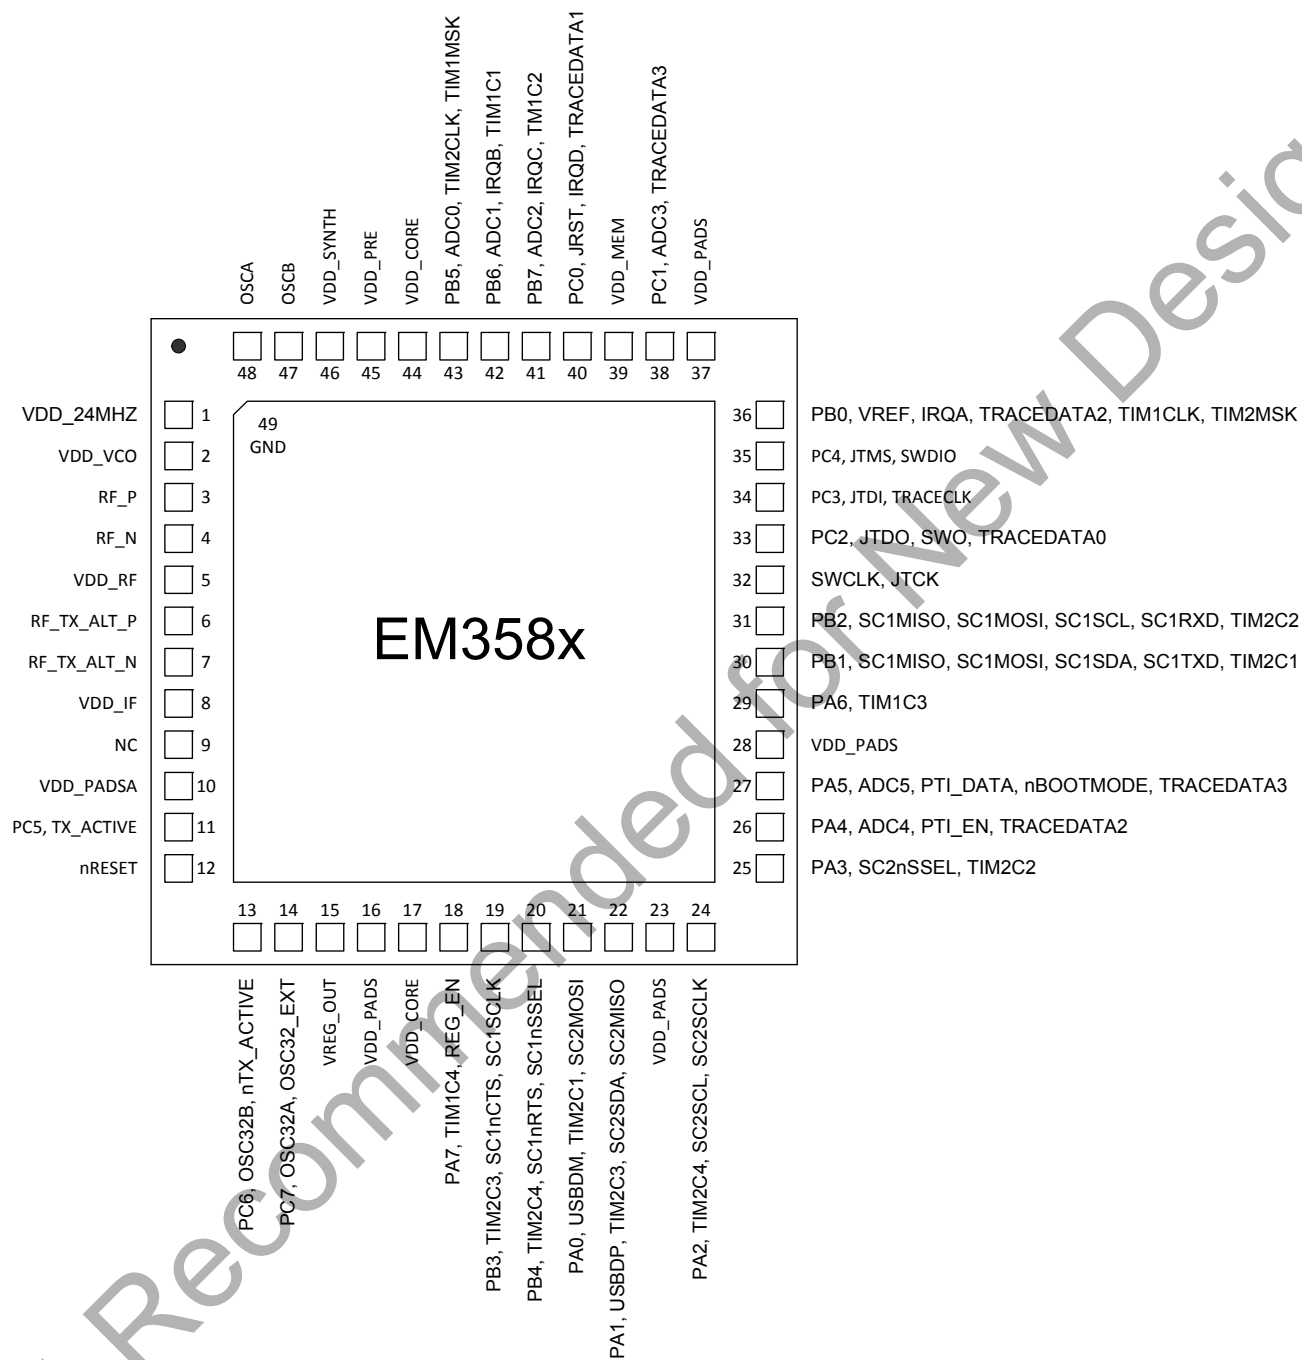 PB5, ADC0, TIM2CLK, TIM1MSK
PB6, ADC1, IRQB, TIM1C1
PB7, ADC2, IRQC, TM1C2
PC0, JRST, IRQD, TRACEDATA1
PC1, ADC3, TRACEDATA3
OSCA
OSCB
VDD_SYNTH
VDD_PRE
VDD_CORE
VDD_MEM
VDD_PADS
48 47 46 45 44 43 42 41 40 39 38 37
VDD_24MHZ 1
VDD_VCO 2
RF_P 3
RF_N 4
VDD_RF 5
RF_TX_ALT_P 6
RF_TX_ALT_N 7
VDD_IF 8
NC 9
VDD_PADSA 10
PC5, TX_ACTIVE 11
nRESET 12
49
GND
EM358x
36 PB0, VREF, IRQA, TRACEDATA2, TIM1CLK, TIM2MSK
35 PC4, JTMS, SWDIO
34 PC3, JTDI, TRACECLK
33 PC2, JTDO, SWO, TRACEDATA0
32 SWCLK, JTCK
31 PB2, SC1MISO, SC1MOSI, SC1SCL, SC1RXD, TIM2C2
30 PB1, SC1MISO, SC1MOSI, SC1SDA, SC1TXD, TIM2C1
29 PA6, TIM1C3
28 VDD_PADS
27 PA5, ADC5, PTI_DATA, nBOOTMODE, TRACEDATA3
26 PA4, ADC4, PTI_EN, TRACEDATA2
25 PA3, SC2nSSEL, TIM2C2
13 14 15 16 17 18 19 20 21 22 23 24
PC6, OSC32B, nTX_ACTIVE
PC7, OSC32A, OSC32_EXT
VREG_OUT
VDD_PADS
VDD_CORE
PA7, TIM1C4, REG_EN
PB3, TIM2C3, SC1nCTS, SC1SCLK
PB4, TIM2C4, SC1nRTS, SC1nSSEL
PA0, USBDM, TIM2C1, SC2MOSI
PA1, USBDP, TIM2C3, SC2SDA, SC2MISO
VDD_PADS
PA2, TIM2C4, SC2SCL, SC2SCLK
Recommended for New Desig